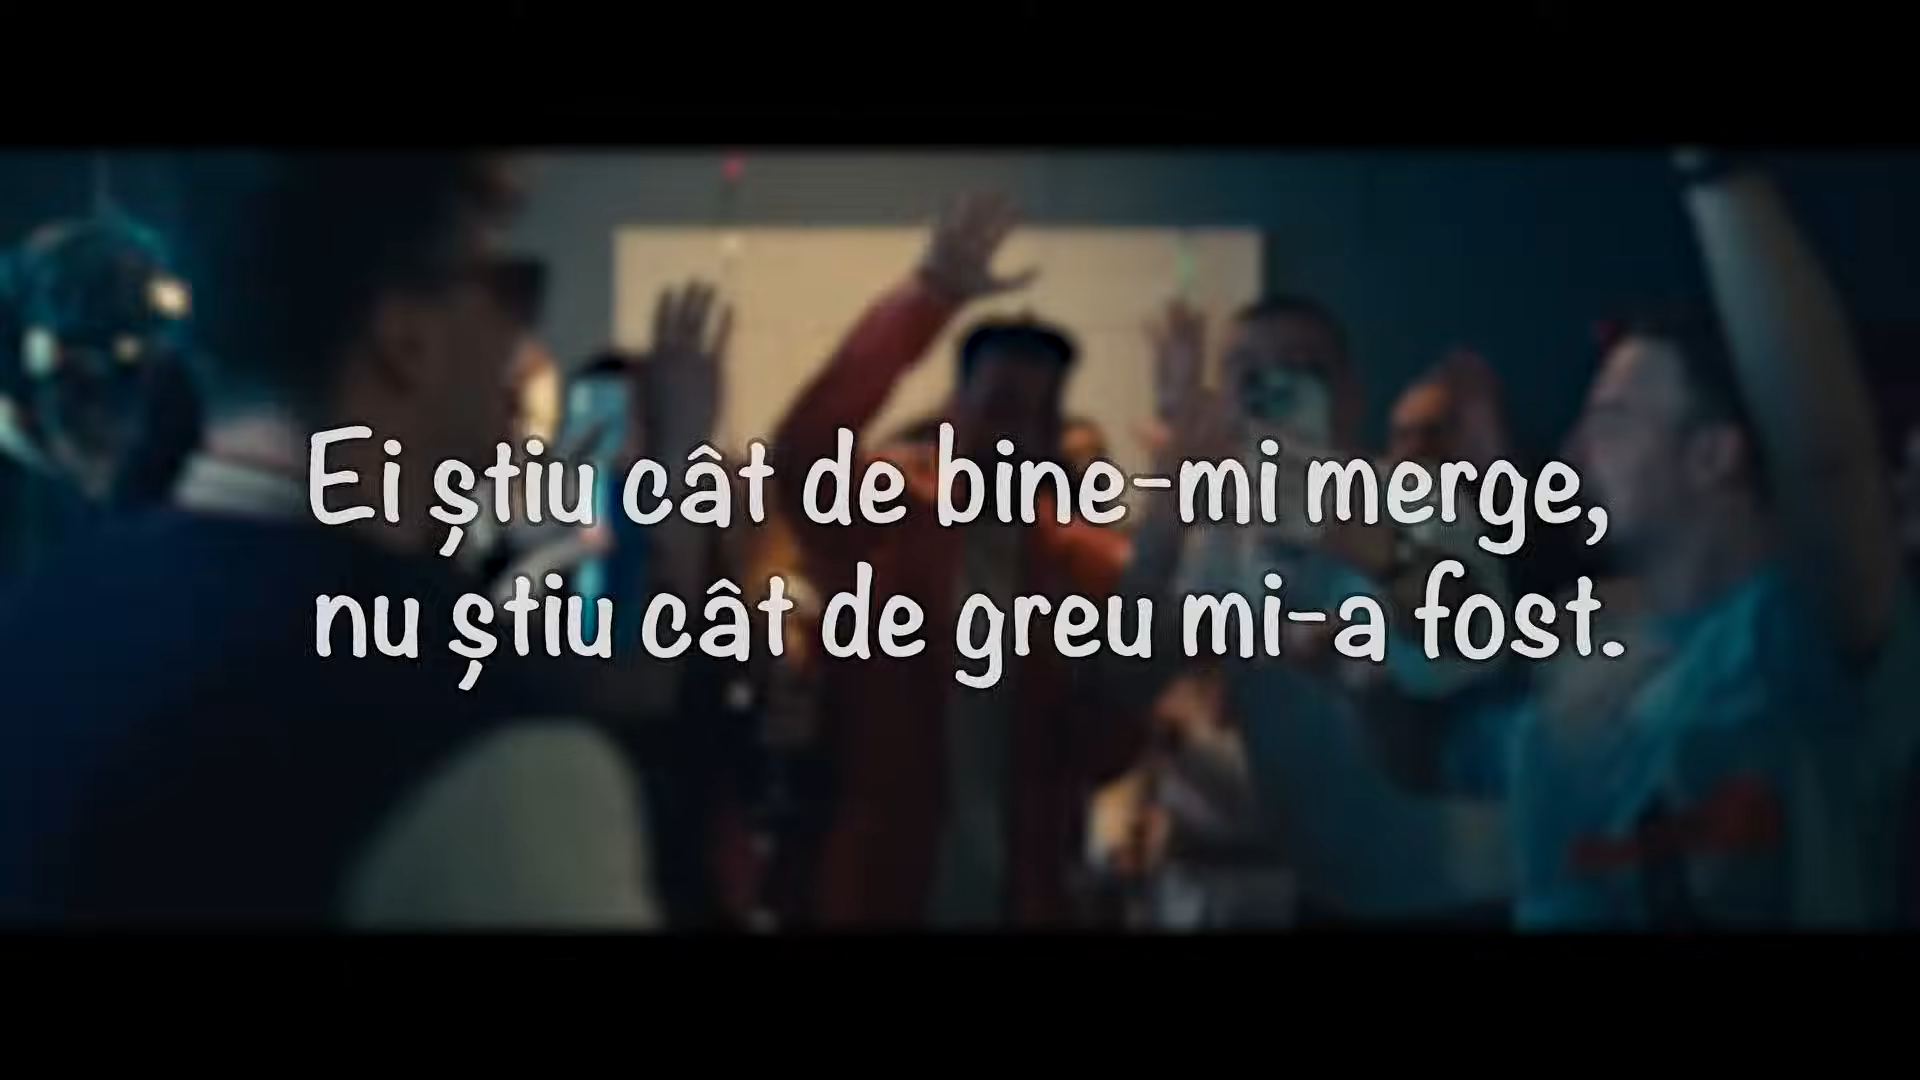 Ei știu cât de bine-mi merge,
nu știu cât de greu mi-a fost.